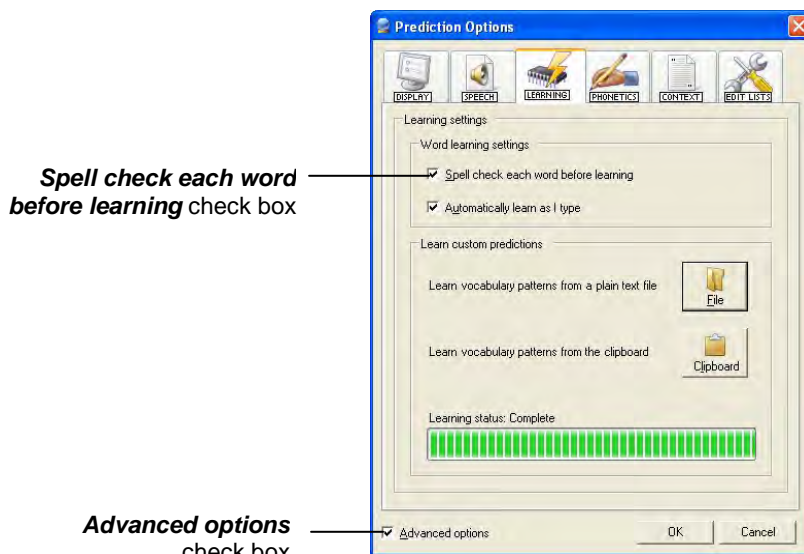 Prediction Options
DISPLAY SPEECH LEARNING PHONETICS CONTEXT EDIT LISTS
Learning settings
Word learning settings
Spell check each word before learning check box
Spell check each word before learning
Automatically learn as I type
Learn custom predictions
Learn vocabulary patterns from a plain text file
File
Learn vocabulary patterns from the clipboard
Clipboard
Learning status: Complete
Advanced options
check box
Advanced options
OK Cancel